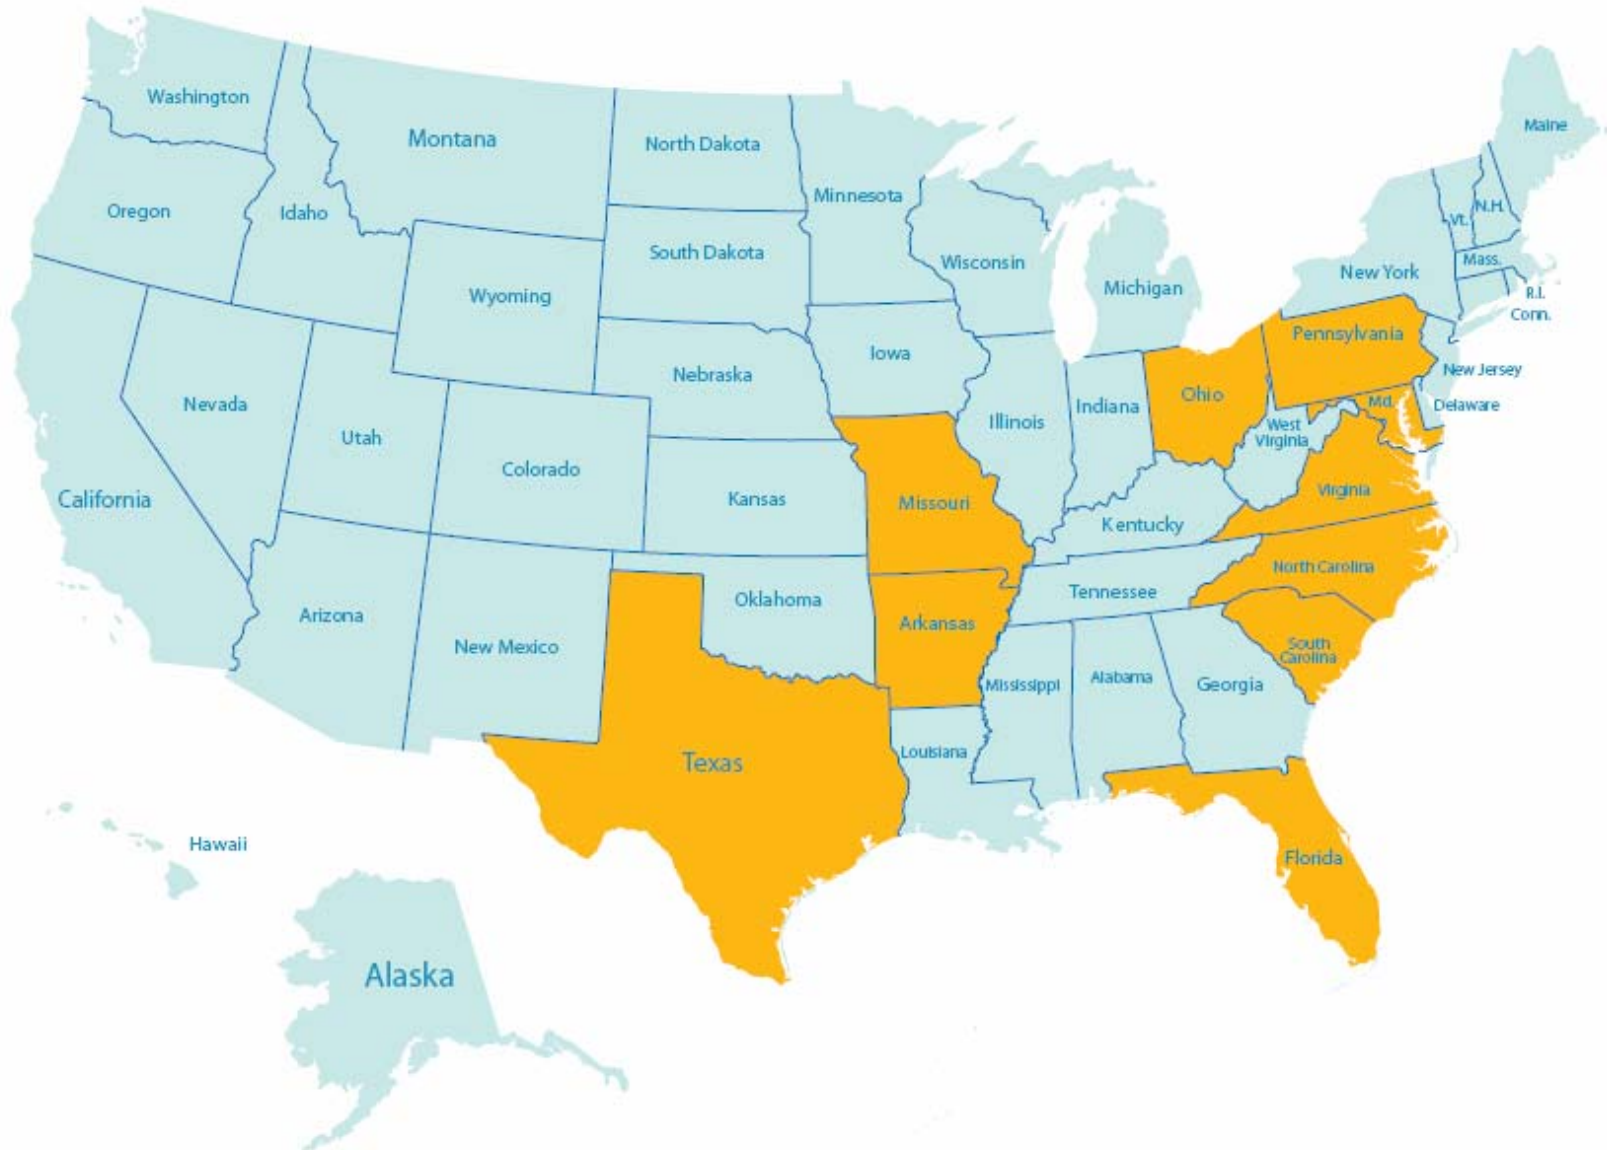 Washington
Montana
North Dakota
Minnesota
Maine
Oregon
Idaho
Vt.
N.H.
South Dakota
Wisconsin
Mass.
New York
Michigan
Wyoming
R.I.
Conn.
Pennsylvania
Iowa
Nebraska
New Jersey
Nevada
Ohio
Md.
Delaware
Indiana
Illinois
West
Virginia
Utah
Colorado
California
Kansas
Missouri
Virginia
Kentucky
North Carolina
Tennessee
Oklahoma
Arizona
Arkansas
New Mexico
South
Carolina
Mississippi
Alabama
Georgia
Louisiana
Texas
Hawaii
Florida
Alaska